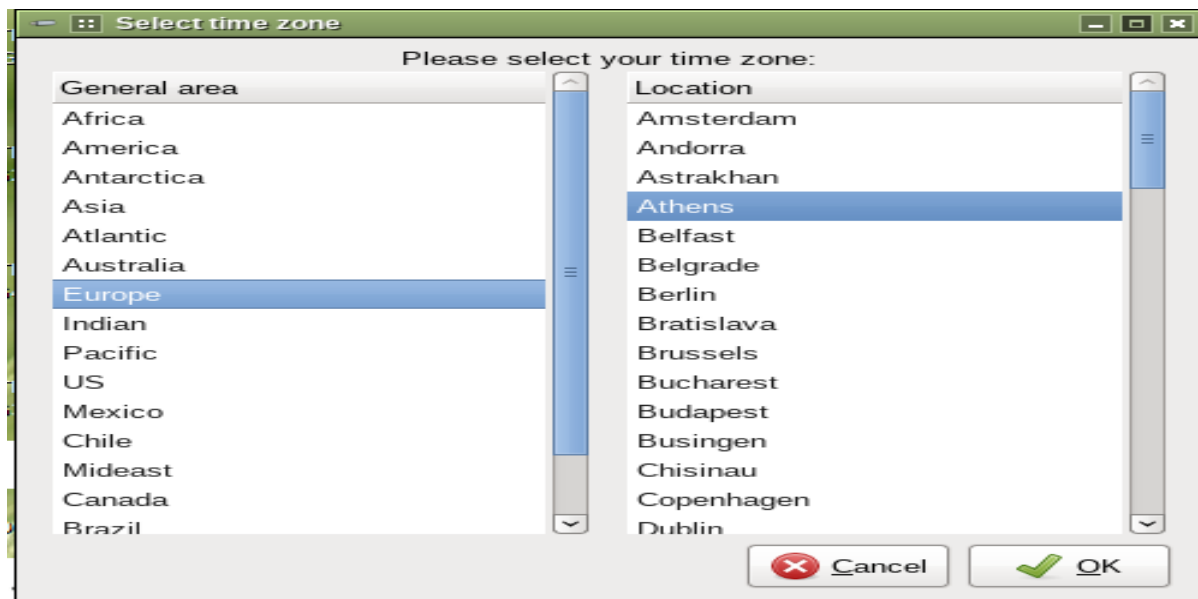 Select time zone
Please select your time zone:
General area
Africa
America
Antarctica
Asia
Atlantic
Australia
Europe
Indian
Pacific
US
Mexico
Chile
Mideast
Canada
Brazil
Location
Amsterdam
Andorra
Astrakhan
Athens
Belfast
Belgrade
Berlin
Bratislava
Brussels
Bucharest
Budapest
Busingen
Chisinau
Copenhagen
Dublin
Cancel
OK